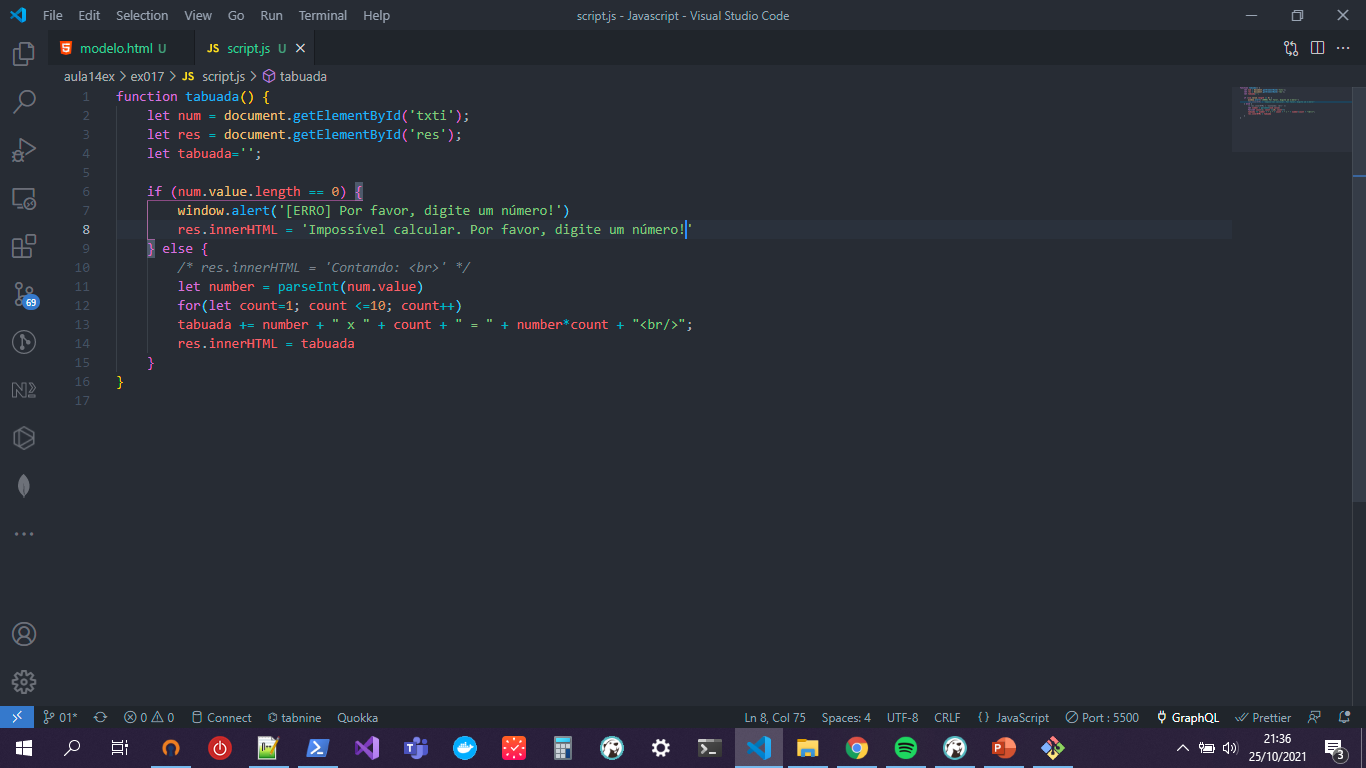 File Edit Selection View Go Run Terminal Help script.js - Javascript - Visual Studio Code
modelo.html U JS script.js U
aula14ex > ex017 > JS script.js > tabuada
1 function tabuada() {
2 let num = document.getElementById('txti');
3 let res = document.getElementById('res');
4 let tabuada='';
5
6 if (num.value.length == 0) {
7 window.alert('[ERRO] Por favor, digite um número!')
8 res.innerHTML = 'Impossível calcular. Por favor, digite um número!'
9 } else {
10 /* res.innerHTML = 'Contando: <br>' */
11 let number = parseInt(num.value)
12 for(let count=1; count <=10; count++)
13 tabuada += number + " x " + count + " = " + number*count + "<br/>";
14 res.innerHTML = tabuada
15 }
16 }
17
69
01* 0 0 Connect tabnine Quokka Ln 8, Col 75 Spaces: 4 UTF-8 CRLF { } JavaScript Port : 5500 GraphQL Prettier
21:36
25/10/2021
3